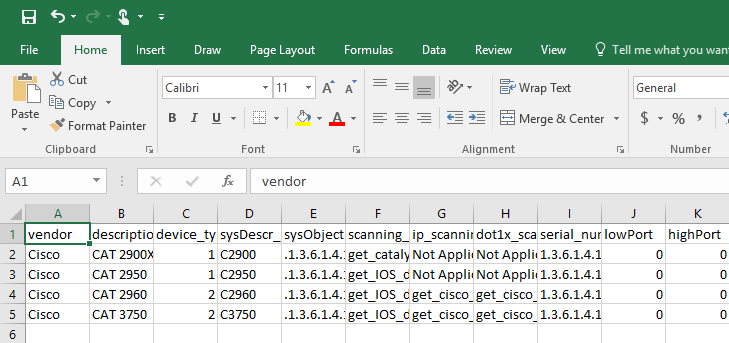 File Home Insert Draw Page Layout Formulas Data Review View Developer Tell me what you wan
Cut
Copy
Format Painter
Paste
Calibri 11 A A
B I U A
Wrap Text
Merge & Center
General
$ % ,
Clipboard Font Alignment Number
A1 fx vendor
A B C D E F G H I J K
1 vendor descriptio device_ty sysDescr_ sysObject scanning_ ip_scannin dot1x_sca serial_nur lowPort highPort
2 Cisco CAT 2900X 1 C2900 .1.3.6.1.4. get_cataly Not Applic Not Applic 1.3.6.1.4.1 0 0
3 Cisco CAT 2950 1 C2950 .1.3.6.1.4. get_IOS_d Not Applic Not Applic 1.3.6.1.4.1 0 0
4 Cisco CAT 2960 2 C2960 .1.3.6.1.4. get_IOS_d get_cisco_ get_cisco_ 1.3.6.1.4.1 0 0
5 Cisco CAT 3750 2 C3750 .1.3.6.1.4. get_IOS_d get_cisco_ get_cisco_ 1.3.6.1.4.1 0 0
6